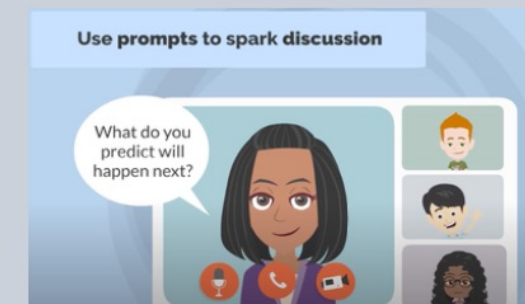 Use prompts to spark discussion
What do you
predict will
happen next?